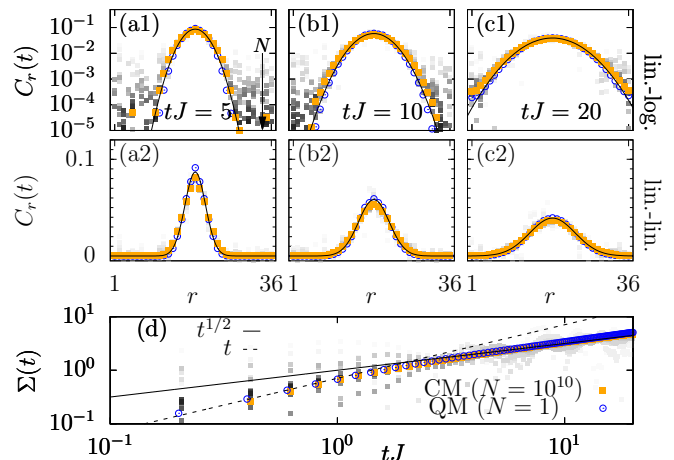 10^{-1}
10^{-2}
10^{-3}
10^{-4}
10^{-5}
C_r(t)
(a1)
tJ = 5
N
(b1)
tJ = 10
(c1)
tJ = 20
lin.-log.
0.1
0
C_r(t)
(a2)
(b2)
(c2)
lin.-lin.
1 36 1 36 1 36
r r r
10^1
10^0
10^{-1}
Σ(t)
(d)
t^{1/2}
t
CM (N = 10^{10})
QM (N = 1)
10^{-1} 10^0 10^1
tJ